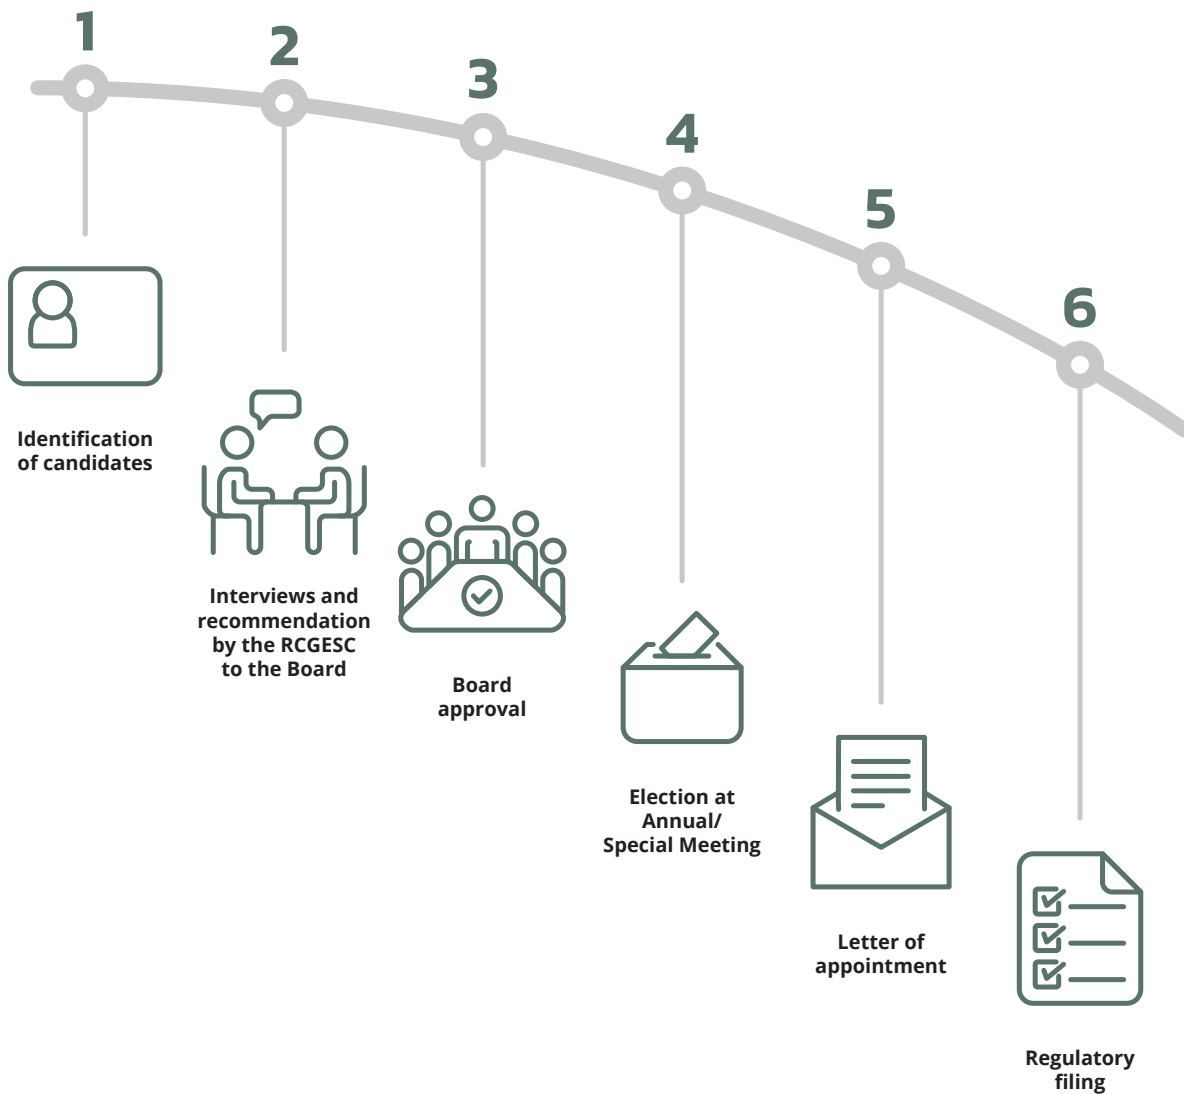 1
2
3
4
5
6
Identification
of candidates
Interviews and
recommendation
by the RCGESC
to the Board
Board
approval
Election at
Annual/
Special Meeting
Letter of
appointment
Regulatory
filing